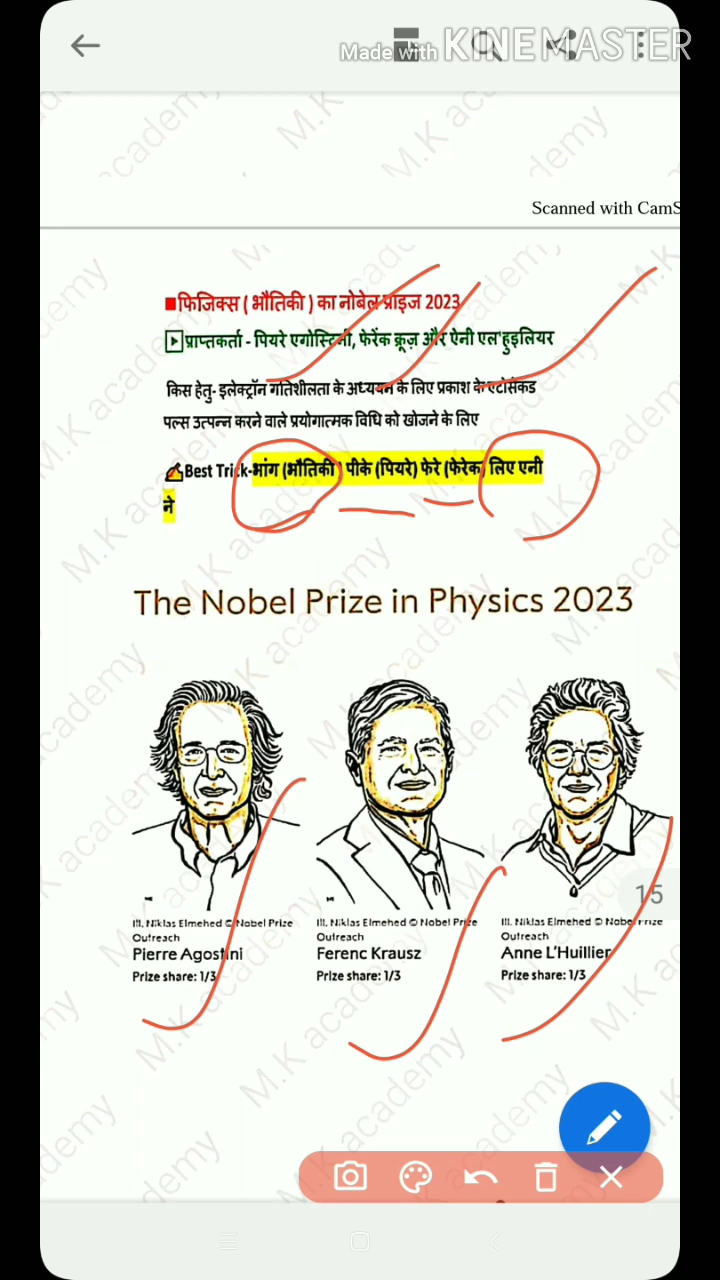 Made with KINEMASTER
Scanned with CamS
■फिजिक्स ( भौतिकी ) का नोबेल प्राइज 2023
प्राप्तकर्ता - पियरे एगोस्टिनी, फेरेंक क्रूज़ और ऐनी एल'हुइलियर
किस हेतु- इलेक्ट्रॉन गतिशीलता के अध्ययन के लिए प्रकाश के एटोसेकंड
पल्स उत्पन्न करने वाले प्रयोगात्मक विधि को खोजने के लिए
✍Best Trick-भांग (भौतिकी ) पीके (पियरे) फेरे (फेरेक) लिए एनी
ने
M.K academy
The Nobel Prize in Physics 2023
Ill. Niklas Elmehed © Nobel Prize
Outreach
Pierre Agostini
Prize share: 1/3
Ill. Niklas Elmehed © Nobel Prize
Outreach
Ferenc Krausz
Prize share: 1/3
15
Ill. Niklas Elmehed © Nobel Prize
Outreach
Anne L'Huillier
Prize share: 1/3